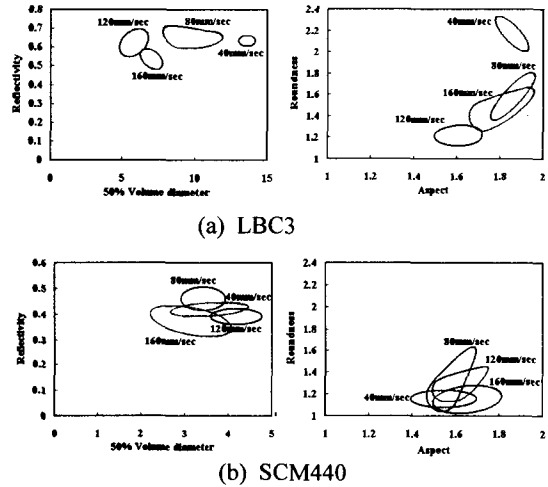 120mm/sec
80mm/sec
40mm/sec
160mm/sec
Reflectivity
0.8
0.7
0.6
0.5
0.4
0.3
0.2
0.1
0
0 5 10 15
50% Volume diameter
40mm/sec
80mm/sec
160mm/sec
120mm/sec
Roundness
2.4
2.2
2
1.8
1.6
1.4
1.2
1
1 1.2 1.4 1.6 1.8 2
Aspect
(a) LBC3
80mm/sec
40mm/sec
120mm/sec
160mm/sec
Reflectivity
0.6
0.5
0.4
0.3
0.2
0.1
0
0 1 2 3 4 5
50% Volume diameter
80mm/sec
120mm/sec
160mm/sec
40mm/sec
Roundness
2.4
2.2
2
1.8
1.6
1.4
1.2
1
1 1.2 1.4 1.6 1.8 2
Aspect
(b) SCM440